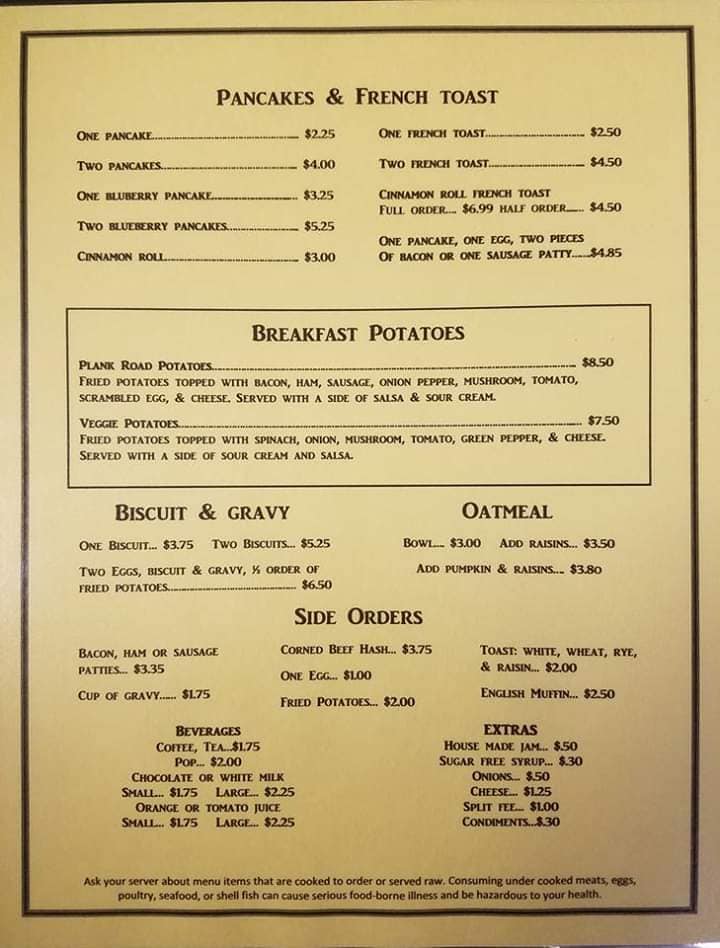 Pancakes & French toast
One pancake........................................ $2.25
Two pancakes...................................... $4.00
One bluberry pancake........................ $3.25
Two blueberry pancakes................... $5.25
Cinnamon roll.................................... $3.00
One french toast............................. $2.50
Two french toast............................ $4.50
Cinnamon roll french toast
Full order.... $6.99 half order...... $4.50
One pancake, one egg, two pieces
Of bacon or one sausage patty......$4.85
Breakfast Potatoes
Plank Road Potatoes.................................................................... $8.50
Fried potatoes topped with bacon, ham, sausage, onion pepper, mushroom, tomato,
scrambled egg, & cheese. Served with a side of salsa & sour cream.
Veggie Potatoes............................................................................ $7.50
Fried potatoes topped with spinach, onion, mushroom, tomato, green pepper, & cheese.
Served with a side of sour cream and salsa.
Biscuit & gravy
One Biscuit... $3.75 Two Biscuits... $5.25
Two Eggs, biscuit & gravy, ½ order of
fried potatoes................................... $6.50
Oatmeal
Bowl.... $3.00 Add raisins... $3.50
Add pumpkin & raisins.... $3.80
Side Orders
Bacon, ham or sausage
patties... $3.35
Cup of gravy...... $1.75
Corned Beef Hash... $3.75
One Egg... $1.00
Fried Potatoes... $2.00
Toast: white, wheat, rye,
& raisin... $2.00
English Muffin... $2.50
Beverages
Coffee, Tea...$1.75
Pop... $2.00
Chocolate or white milk
Small... $1.75 Large... $2.25
Orange or tomato juice
Small... $1.75 Large... $2.25
EXTRAS
House made jam... $.50
Sugar free syrup... $.30
Onions... $.50
Cheese... $1.25
Split fee... $1.00
Condiments...$.30
Ask your server about menu items that are cooked to order or served raw. Consuming under cooked meats, eggs,
poultry, seafood, or shell fish can cause serious food-borne illness and be hazardous to your health.